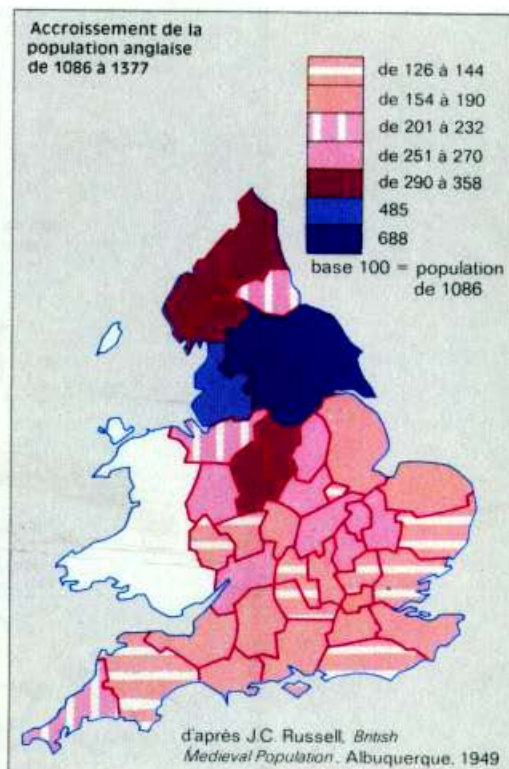 Accroissement de la
population anglaise
de 1086 à 1377
de 126 à 144
de 154 à 190
de 201 à 232
de 251 à 270
de 290 à 358
485
688
base 100 = population
de 1086
d'après J.C. Russell, British
Medieval Population, Albuquerque, 1949